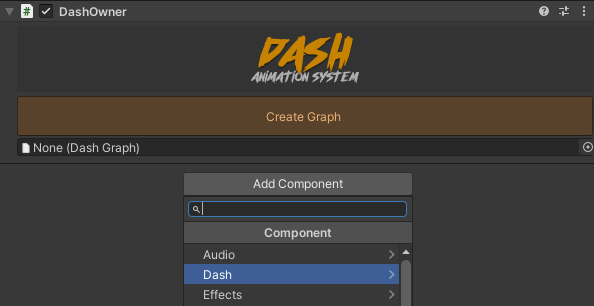 DashOwner
DASH
ANIMATION SYSTEM
Create Graph
None (Dash Graph)
Add Component
Component
Audio
Dash
Effects